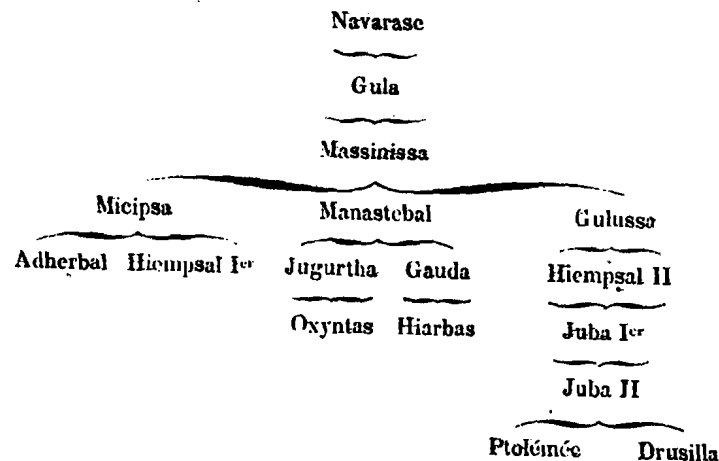 Navarase
Gula
Massinissa
Micipsa Manastebal Gulussa
Adherbal Hiempsal Ier Jugurtha Gauda Hiempsal II
Oxyntas Hiarbas Juba Ier
Juba II
Ptolémée Drusilla